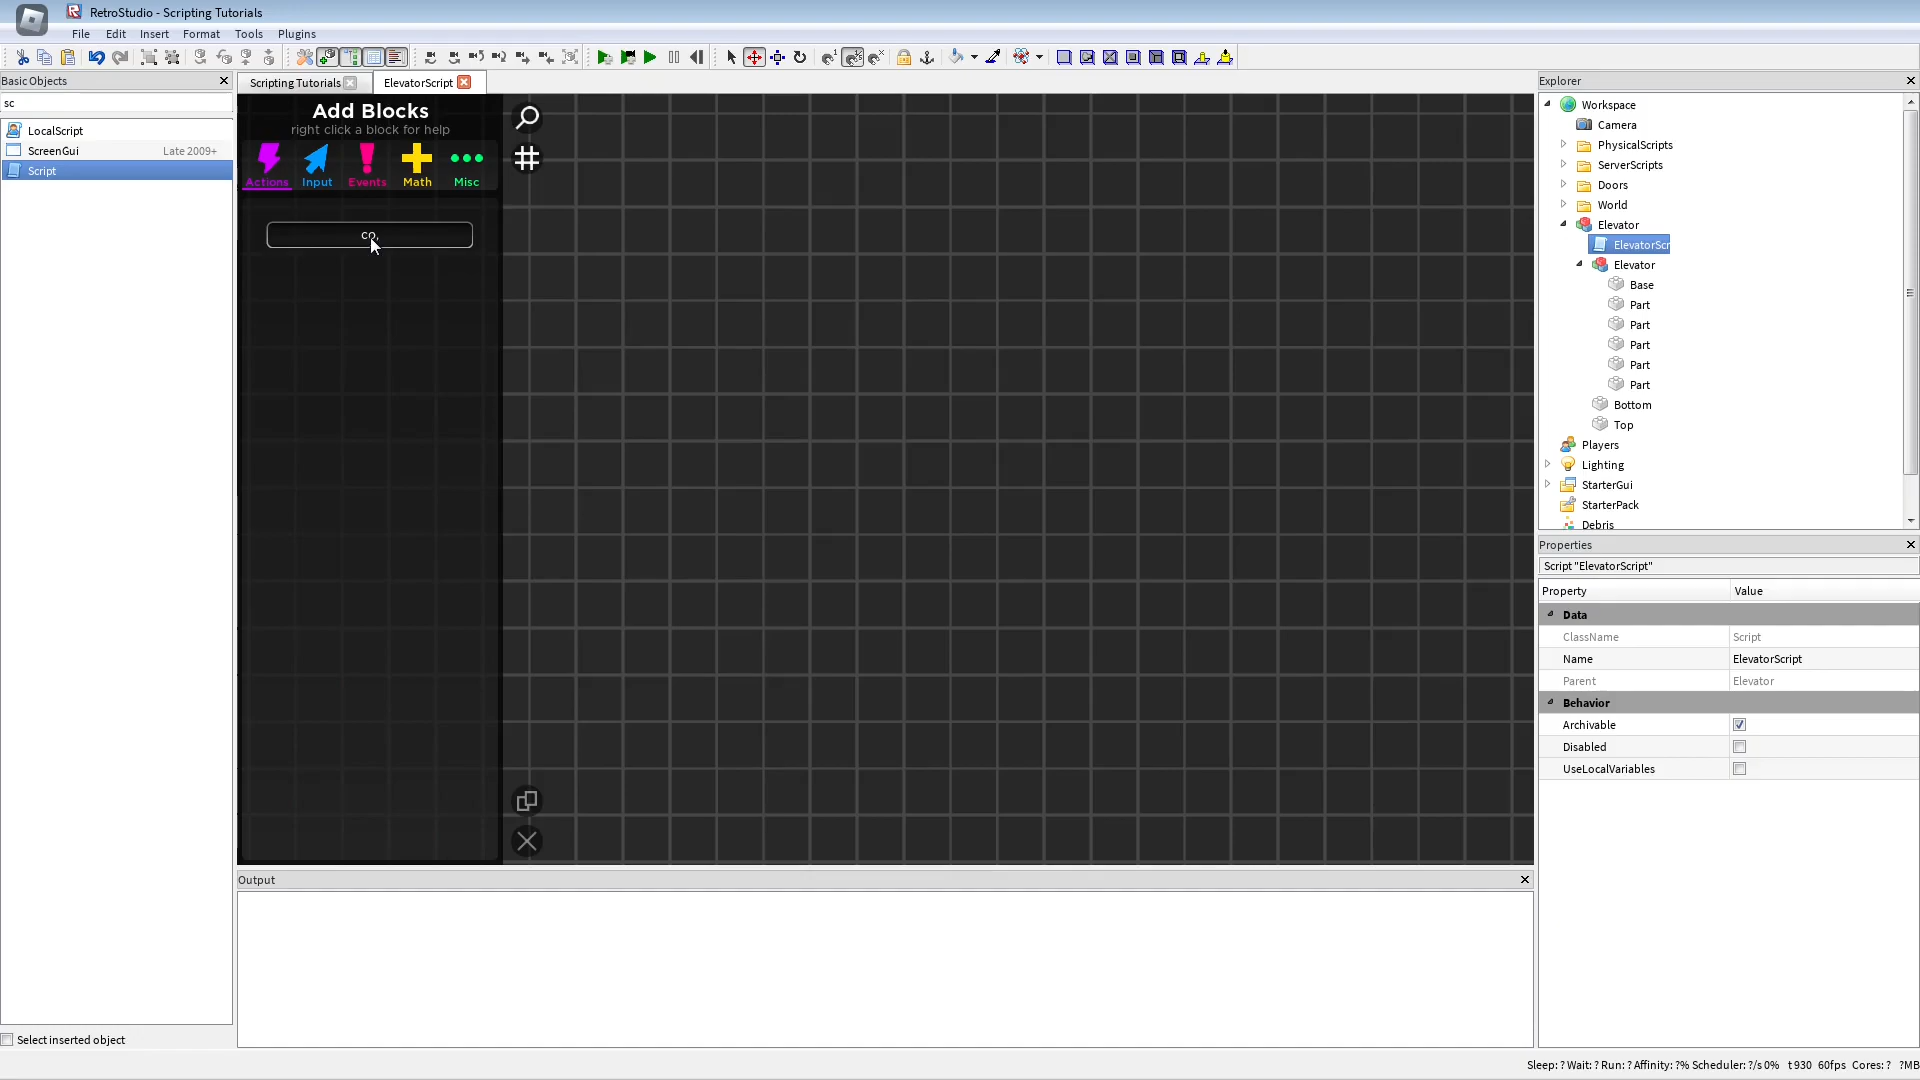 RetroStudio - Scripting Tutorials
File Edit Insert Format Tools Plugins
Basic Objects
sc
LocalScript
ScreenGui Late 2009+
Script
Select inserted object
Scripting Tutorials
ElevatorScript
Add Blocks
right click a block for help
Actions Input Events Math Misc
co,
Output
Explorer
Workspace
Camera
PhysicalScripts
ServerScripts
Doors
World
Elevator
ElevatorScr
Elevator
Base
Part
Part
Part
Part
Part
Bottom
Top
Players
Lighting
StarterGui
StarterPack
Debris
Properties
Script "ElevatorScript"
Property Value
Data
ClassName Script
Name ElevatorScript
Parent Elevator
Behavior
Archivable
Disabled
UseLocalVariables
Sleep: ? Wait: ? Run: ? Affinity: ?% Scheduler: ?/s 0% t 930 60fps Cores: ? ?MB